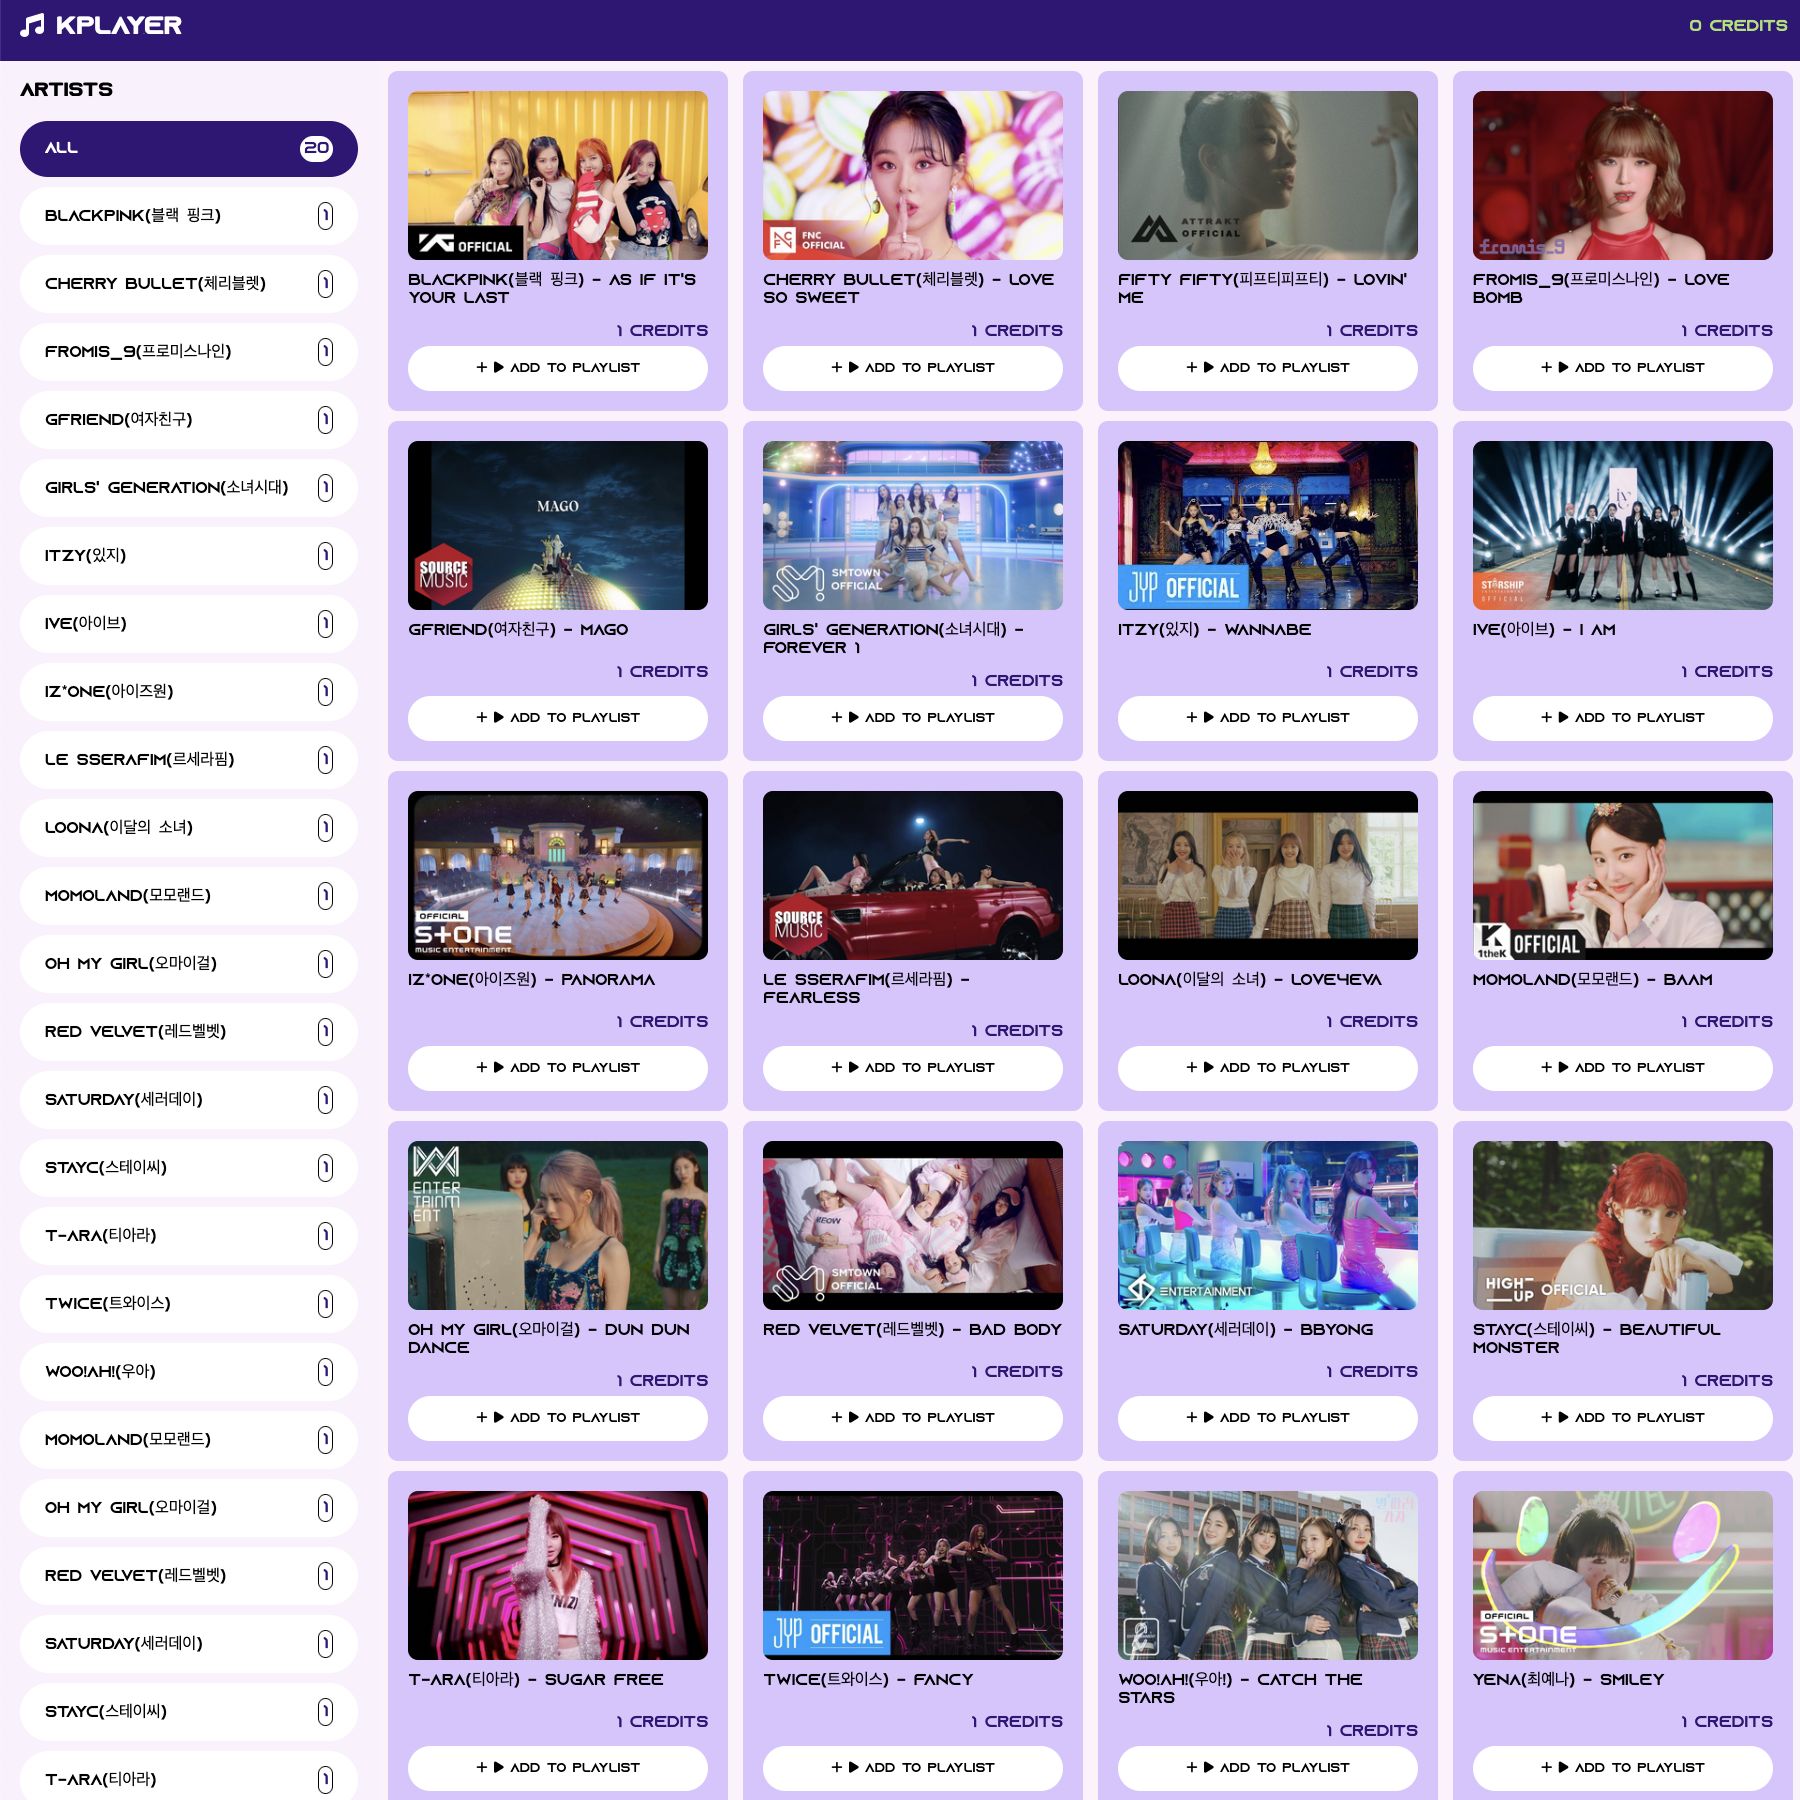 KPLAYER
0 CREDITS
ARTISTS
ALL 20
BLACKPINK(블랙 핑크) 1
CHERRY BULLET(체리블렛) 1
FROMIS_9(프로미스나인) 1
GFRIEND(여자친구) 1
GIRLS' GENERATION(소녀시대) 1
ITZY(있지) 1
IVE(아이브) 1
IZ*ONE(아이즈원) 1
LE SSERAFIM(르세라핌) 1
LOONA(이달의 소녀) 1
MOMOLAND(모모랜드) 1
OH MY GIRL(오마이걸) 1
RED VELVET(레드벨벳) 1
SATURDAY(세러데이) 1
STAYC(스테이씨) 1
T-ARA(티아라) 1
TWICE(트와이스) 1
WOO!AH!(우아) 1
MOMOLAND(모모랜드) 1
OH MY GIRL(오마이걸) 1
RED VELVET(레드벨벳) 1
SATURDAY(세러데이) 1
STAYC(스테이씨) 1
T-ARA(티아라) 1
YG OFFICIAL
BLACKPINK(블랙 핑크) - AS IF IT'S
YOUR LAST
1 CREDITS
+ ADD TO PLAYLIST
FNC
OFFICIAL
CHERRY BULLET(체리블렛) - LOVE
SO SWEET
1 CREDITS
+ ADD TO PLAYLIST
ATTRAKT
OFFICIAL
FIFTY FIFTY(피프티피프티) - LOVIN'
ME
1 CREDITS
+ ADD TO PLAYLIST
fromis_9
FROMIS_9(프로미스나인) - LOVE
BOMB
1 CREDITS
+ ADD TO PLAYLIST
MAGO
SOURCE
MUSIC
GFRIEND(여자친구) - MAGO
1 CREDITS
+ ADD TO PLAYLIST
SMTOWN
OFFICIAL
GIRLS' GENERATION(소녀시대) -
FOREVER 1
1 CREDITS
+ ADD TO PLAYLIST
JYP OFFICIAL
ITZY(있지) - WANNABE
1 CREDITS
+ ADD TO PLAYLIST
STARSHIP
ENTERTAINMENT
OFFICIAL
IVE(아이브) - I AM
1 CREDITS
+ ADD TO PLAYLIST
OFFICIAL
STONE
MUSIC ENTERTAINMENT
IZ*ONE(아이즈원) - PANORAMA
1 CREDITS
+ ADD TO PLAYLIST
SOURCE
MUSIC
LE SSERAFIM(르세라핌) -
FEARLESS
1 CREDITS
+ ADD TO PLAYLIST
LOONA(이달의 소녀) - LOVE4EVA
1 CREDITS
+ ADD TO PLAYLIST
K
1theK
OFFICIAL
MOMOLAND(모모랜드) - BAAM
1 CREDITS
+ ADD TO PLAYLIST
WM
ENTER
TAINM
ENT
OH MY GIRL(오마이걸) - DUN DUN
DANCE
1 CREDITS
+ ADD TO PLAYLIST
MEOW
SMTOWN
OFFICIAL
RED VELVET(레드벨벳) - BAD BODY
1 CREDITS
+ ADD TO PLAYLIST
ENTERTAINMENT
SATURDAY(세러데이) - BBYONG
1 CREDITS
+ ADD TO PLAYLIST
HIGH-
UP OFFICIAL
STAYC(스테이씨) - BEAUTIFUL
MONSTER
1 CREDITS
+ ADD TO PLAYLIST
T-ARA(티아라) - SUGAR FREE
1 CREDITS
+ ADD TO PLAYLIST
JYP OFFICIAL
TWICE(트와이스) - FANCY
1 CREDITS
+ ADD TO PLAYLIST
WOO!AH!(우아!) - CATCH THE
STARS
1 CREDITS
+ ADD TO PLAYLIST
OFFICIAL
STONE
MUSIC ENTERTAINMENT
YENA(최예나) - SMILEY
1 CREDITS
+ ADD TO PLAYLIST